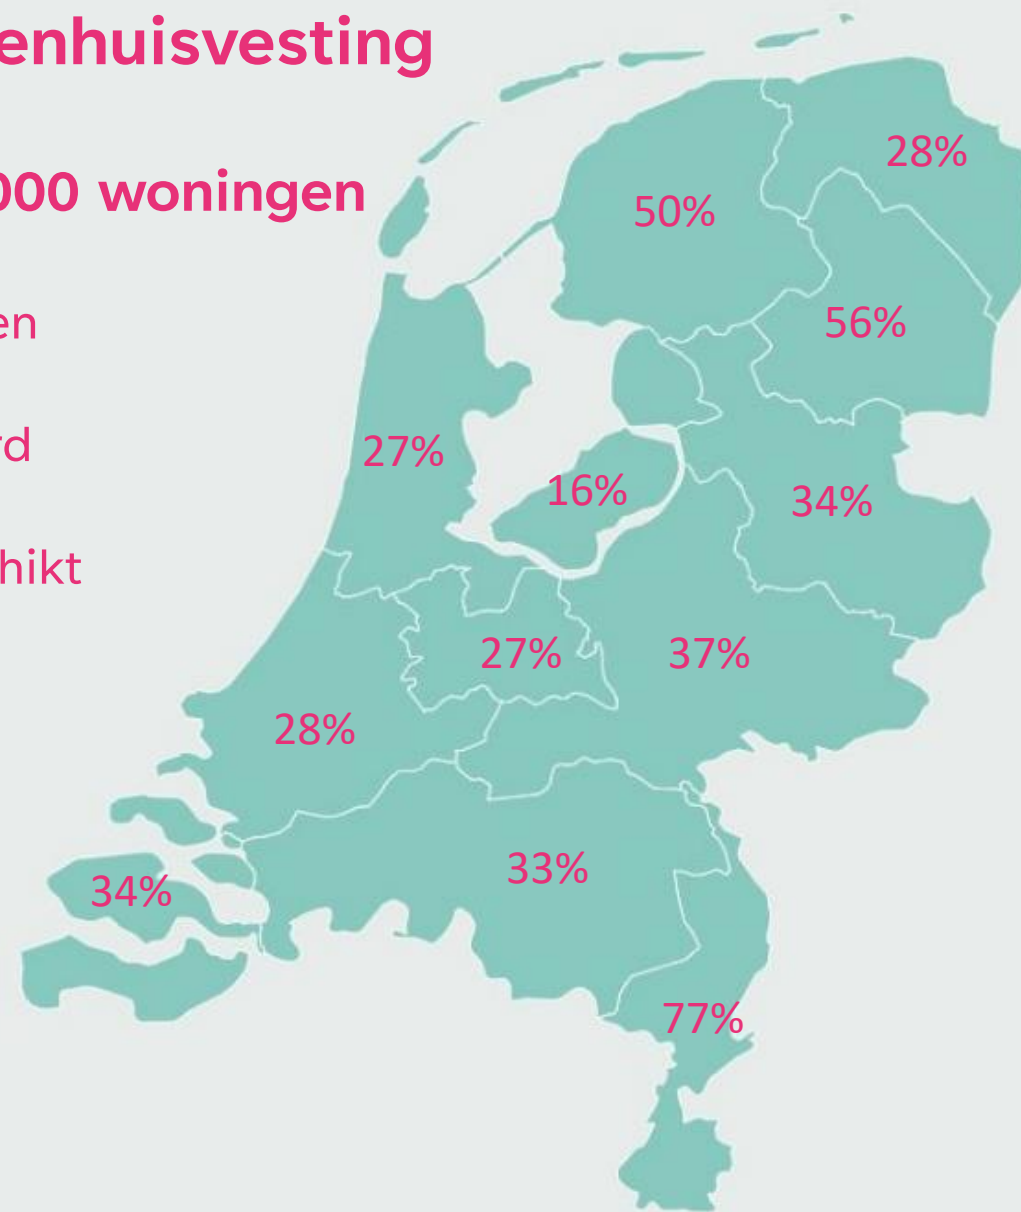 enhuisvesting
000 woningen
en
rd
hikt
28%
50%
56%
27%
16%
34%
27%
37%
28%
33%
34%
77%